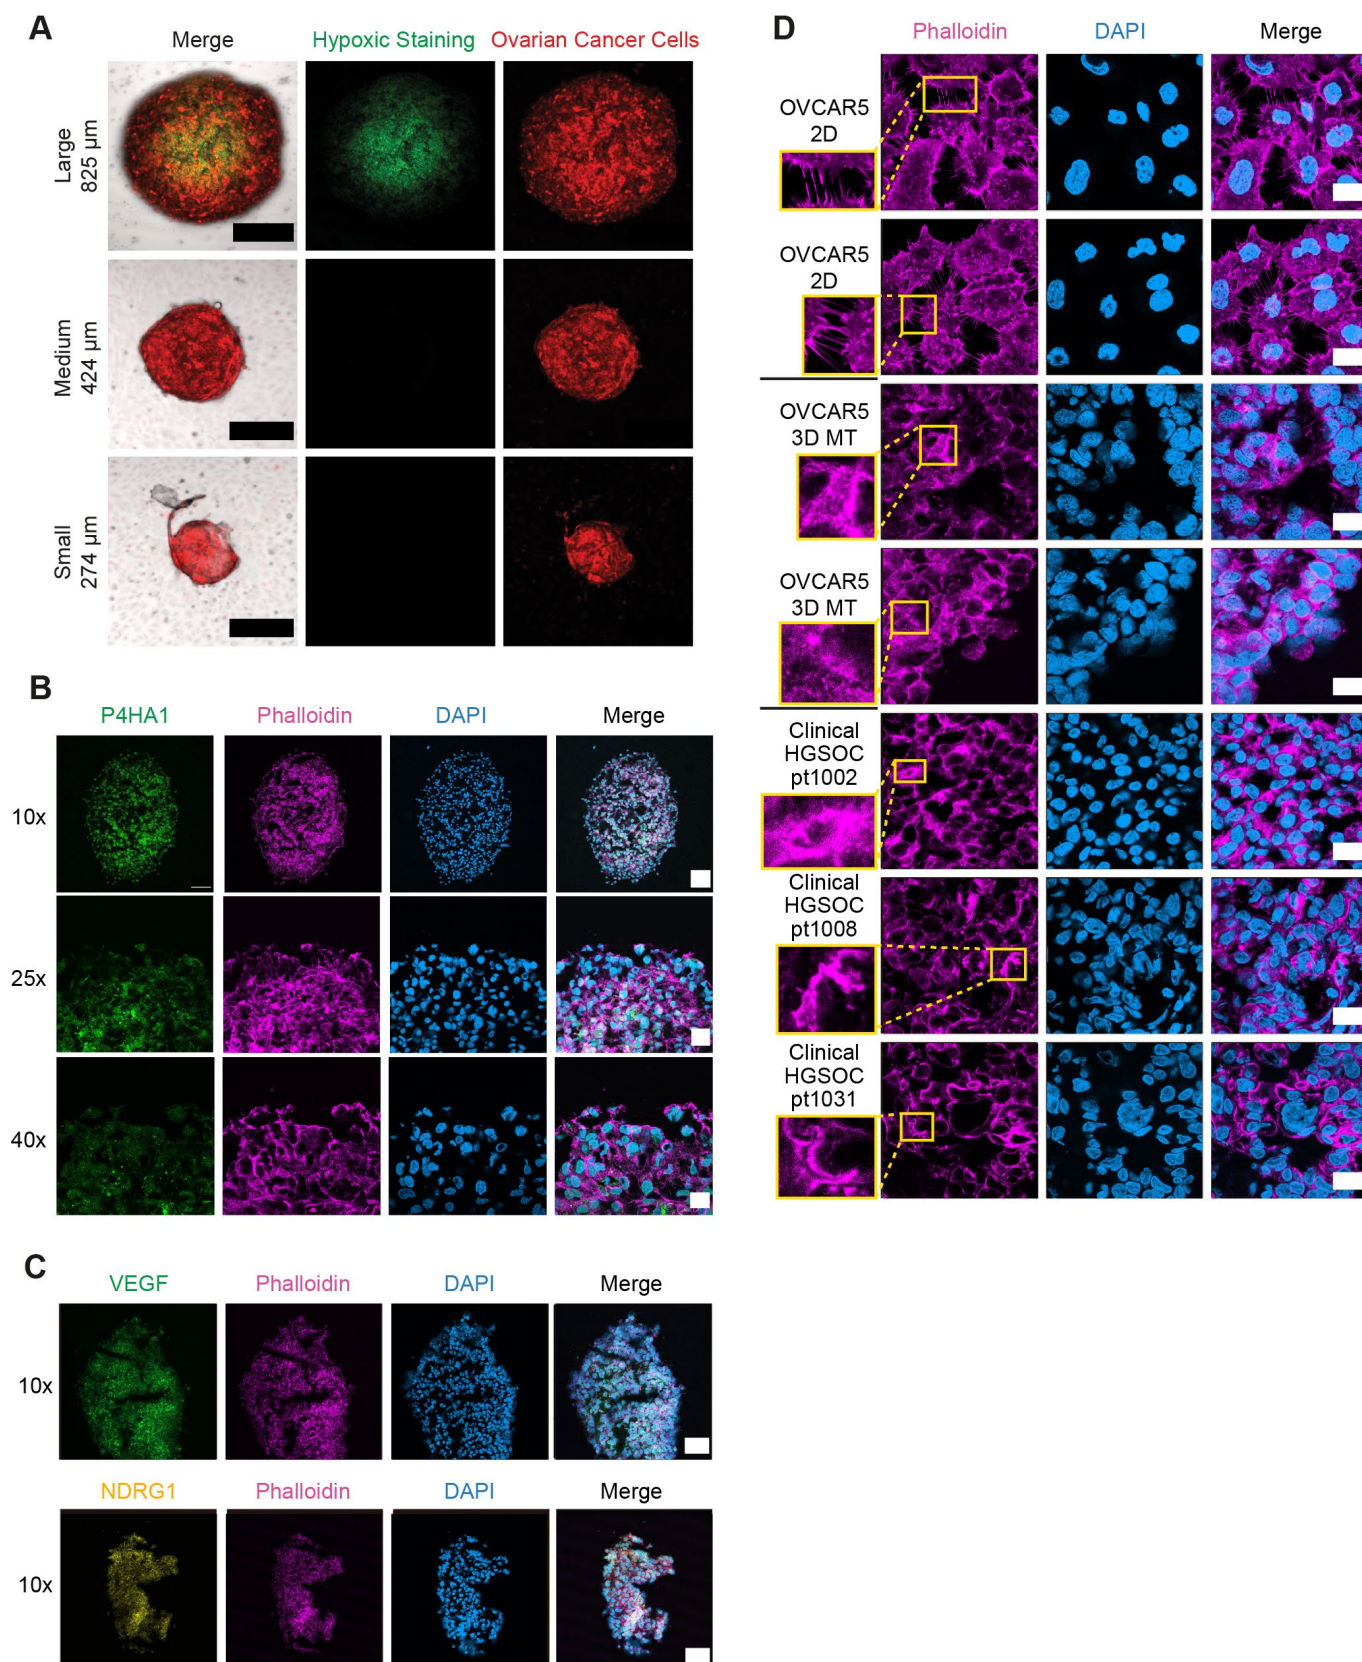 A
Merge
Hypoxic Staining
Ovarian Cancer Cells
Large
825 µm
Medium
424 µm
Small
274 µm
B
P4HA1
Phalloidin
DAPI
Merge
10x
25x
40x
C
VEGF
Phalloidin
DAPI
Merge
10x
NDRG1
Phalloidin
DAPI
Merge
10x
D
Phalloidin
DAPI
Merge
OVCAR5
2D
OVCAR5
2D
OVCAR5
3D MT
OVCAR5
3D MT
Clinical
HGSOC
pt1002
Clinical
HGSOC
pt1008
Clinical
HGSOC
pt1031